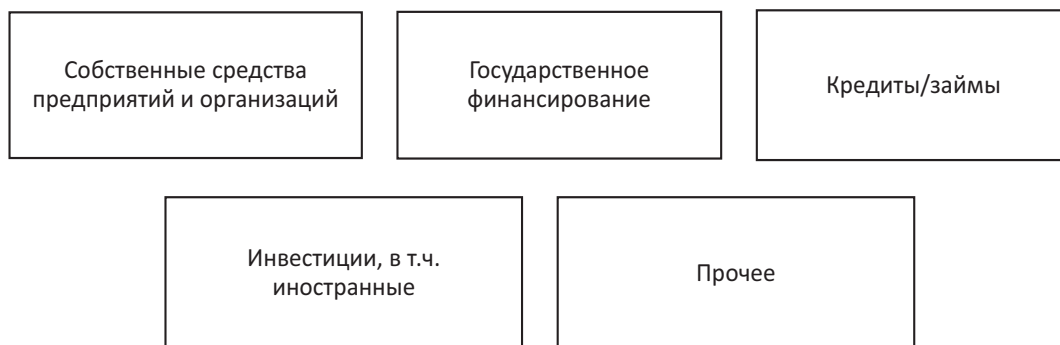 Собственные средства
предприятий и организаций
Государственное
финансирование
Кредиты/займы
Инвестиции, в т.ч.
иностранные
Прочее